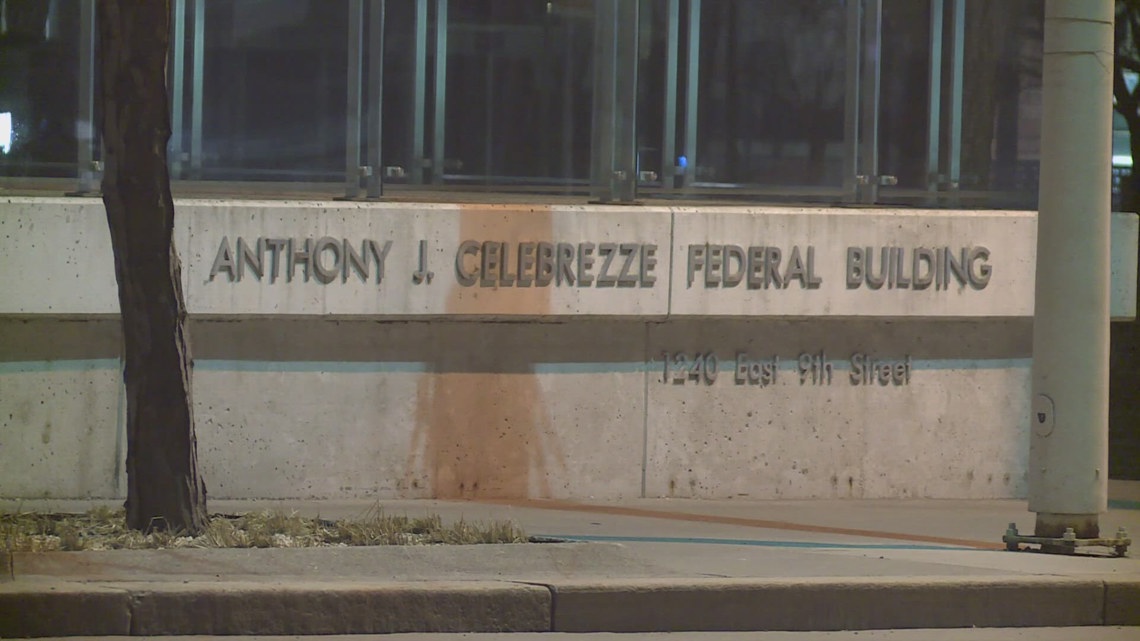 ANTHONY J. CELEBREZZE FEDERAL BUILDING
1240 East 9th Street